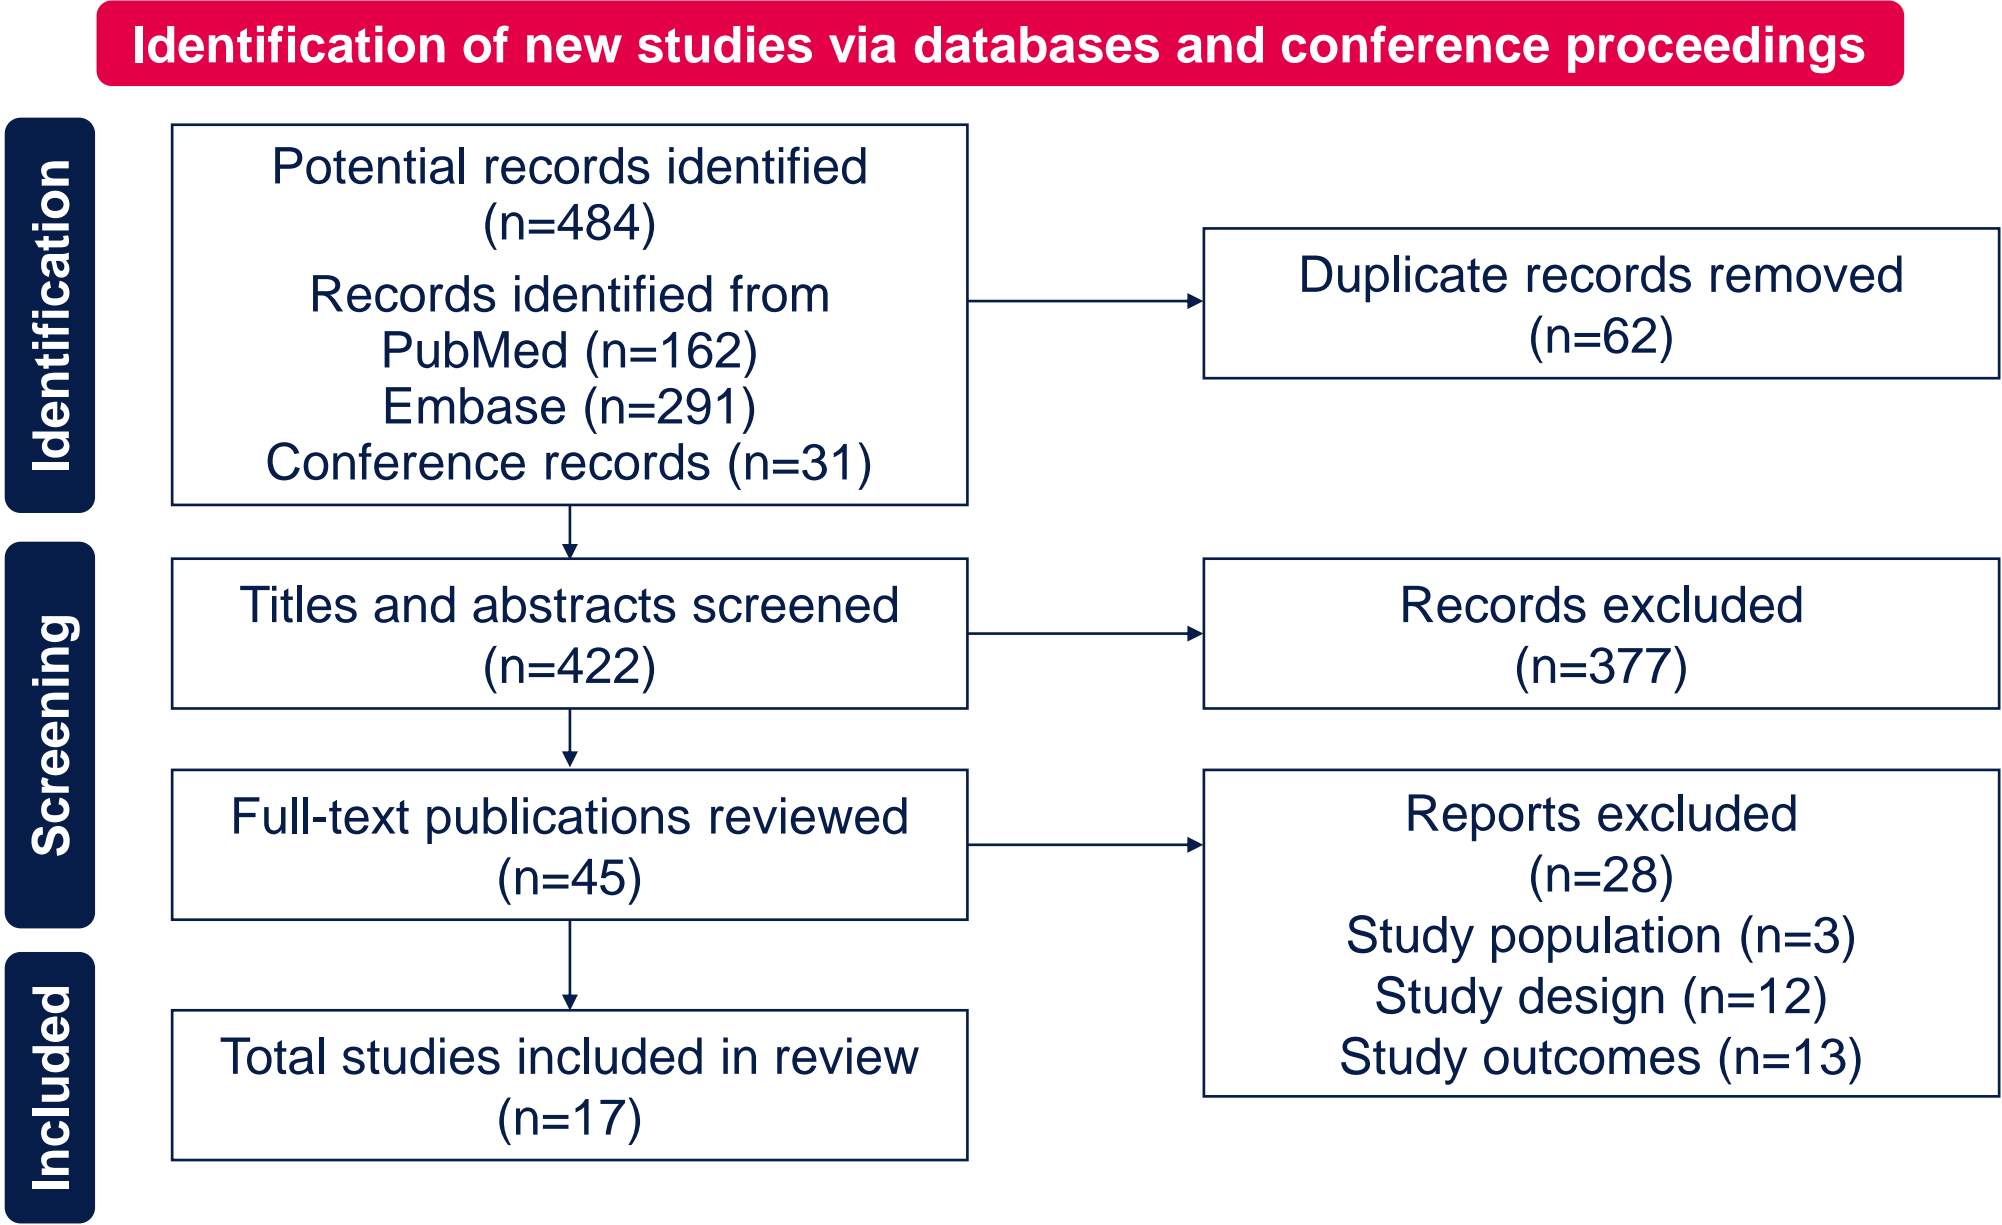 Identification of new studies via databases and conference proceedings
Identification
Potential records identified
(n=484)
Records identified from
PubMed (n=162)
Embase (n=291)
Conference records (n=31)
Duplicate records removed
(n=62)
Screening
Titles and abstracts screened
(n=422)
Records excluded
(n=377)
Full-text publications reviewed
(n=45)
Reports excluded
(n=28)
Study population (n=3)
Study design (n=12)
Study outcomes (n=13)
Included
Total studies included in review
(n=17)